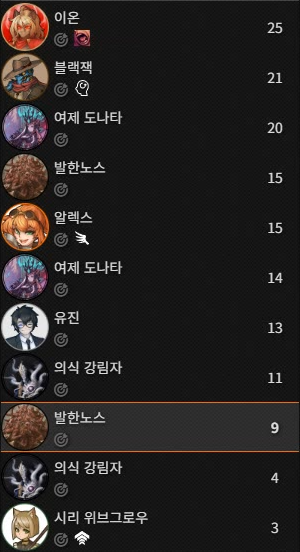 이온
25
블랙잭
21
여제 도나타
20
발한노스
15
알렉스
15
여제 도나타
14
유진
13
의식 강림자
11
발한노스
9
의식 강림자
4
시리 위브그로우
3